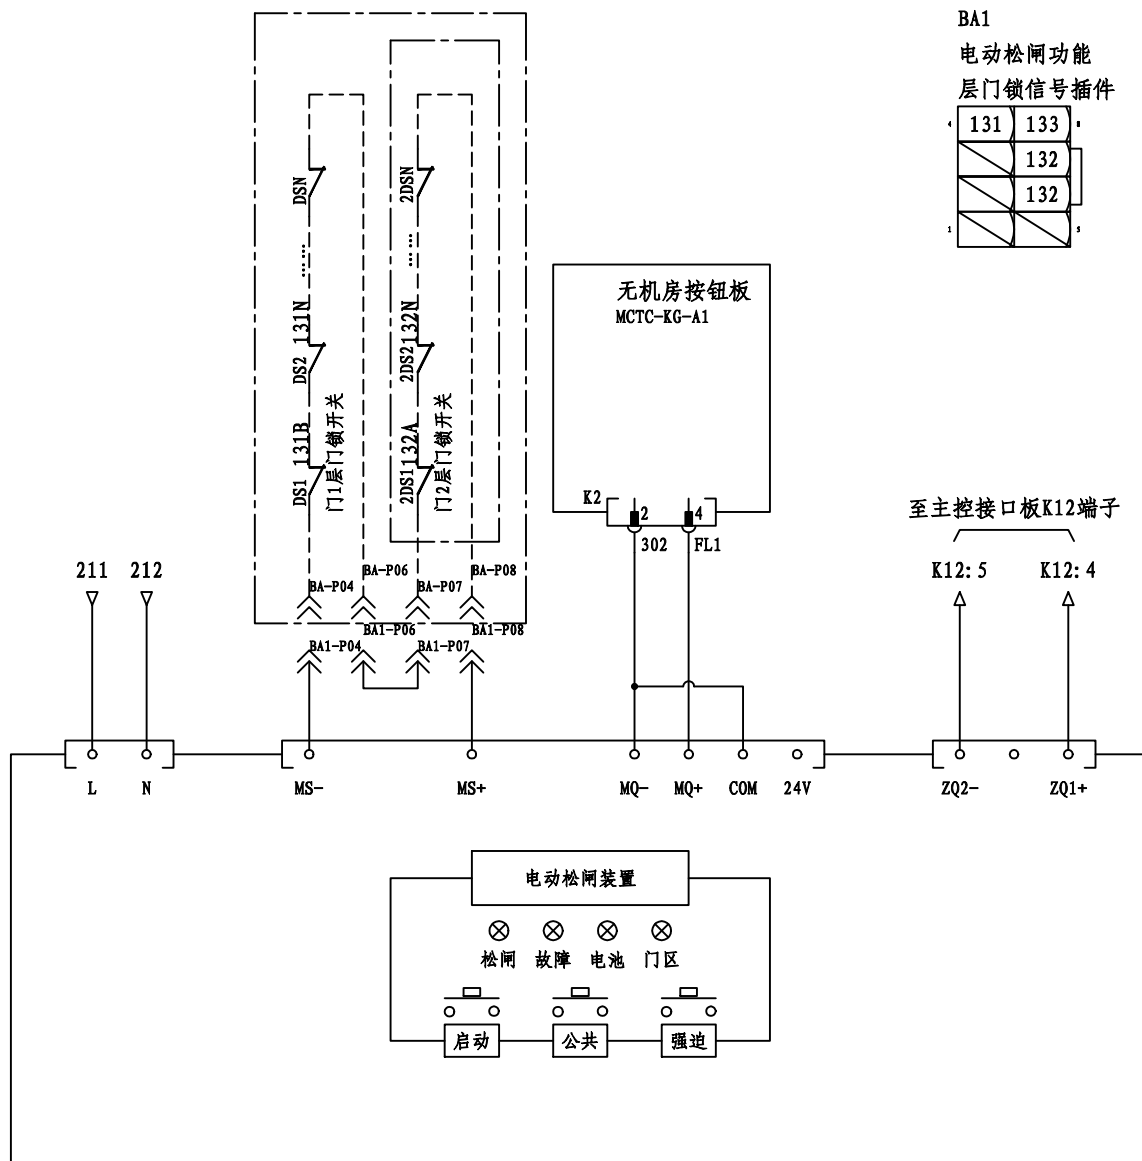 BA1
电动松闸功能
层门锁信号插件
4
131
133
8
132
132
1
5
DSN
2DSN
...... 
...... 
131N
132N
DS2
2DS2
131B
132A
DS1
2DS1
门1层门锁开关
门2层门锁开关
无机房按钮板
MCTC-KG-A1
K2
2
4
302
FL1
至主控接口板K12端子
K12:5
K12:4
211
212
BA-P04
BA-P06
BA-P07
BA-P08
BA1-P04
BA1-P06
BA1-P07
BA1-P08
L
N
MS-
MS+
MQ-
MQ+
COM
24V
ZQ2-
ZQ1+
电动松闸装置
松闸
故障
电池
门区
启动
公共
强迫